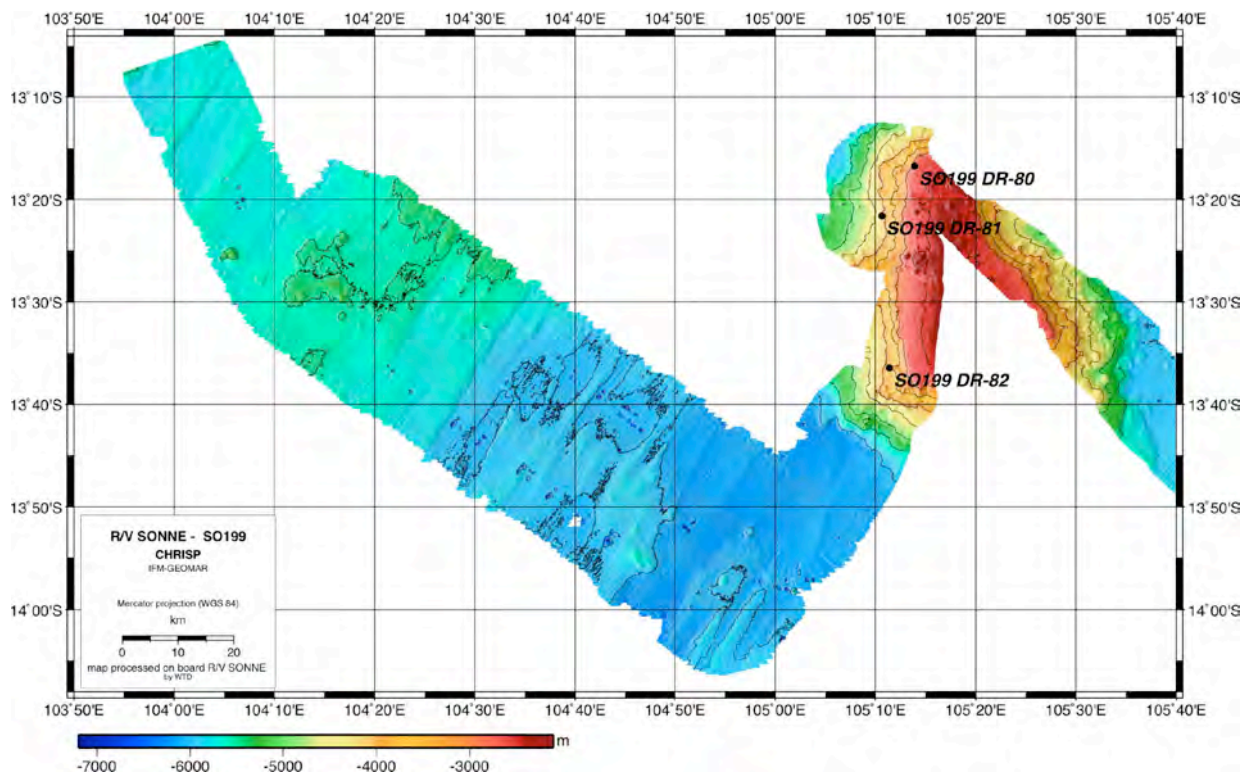 103˚50'E 104˚00'E 104˚10'E 104˚20'E 104˚30'E 104˚40'E 104˚50'E 105˚00'E 105˚10'E 105˚20'E 105˚30'E 105˚40'E
13˚10'S 13˚10'S
SO199 DR-80
13˚20'S 13˚20'S
SO199 DR-81
13˚30'S 13˚30'S
SO199 DR-82
13˚40'S 13˚40'S
13˚50'S 13˚50'S
R/V SONNE - SO199
CHRISP
IFM-GEOMAR
Mercator projection (WGS 84)
km
0 10 20
map processed on board R/V SONNE
by WTD
14˚00'S 14˚00'S
103˚50'E 104˚00'E 104˚10'E 104˚20'E 104˚30'E 104˚40'E 104˚50'E 105˚00'E 105˚10'E 105˚20'E 105˚30'E 105˚40'E
m
-7000 -6000 -5000 -4000 -3000